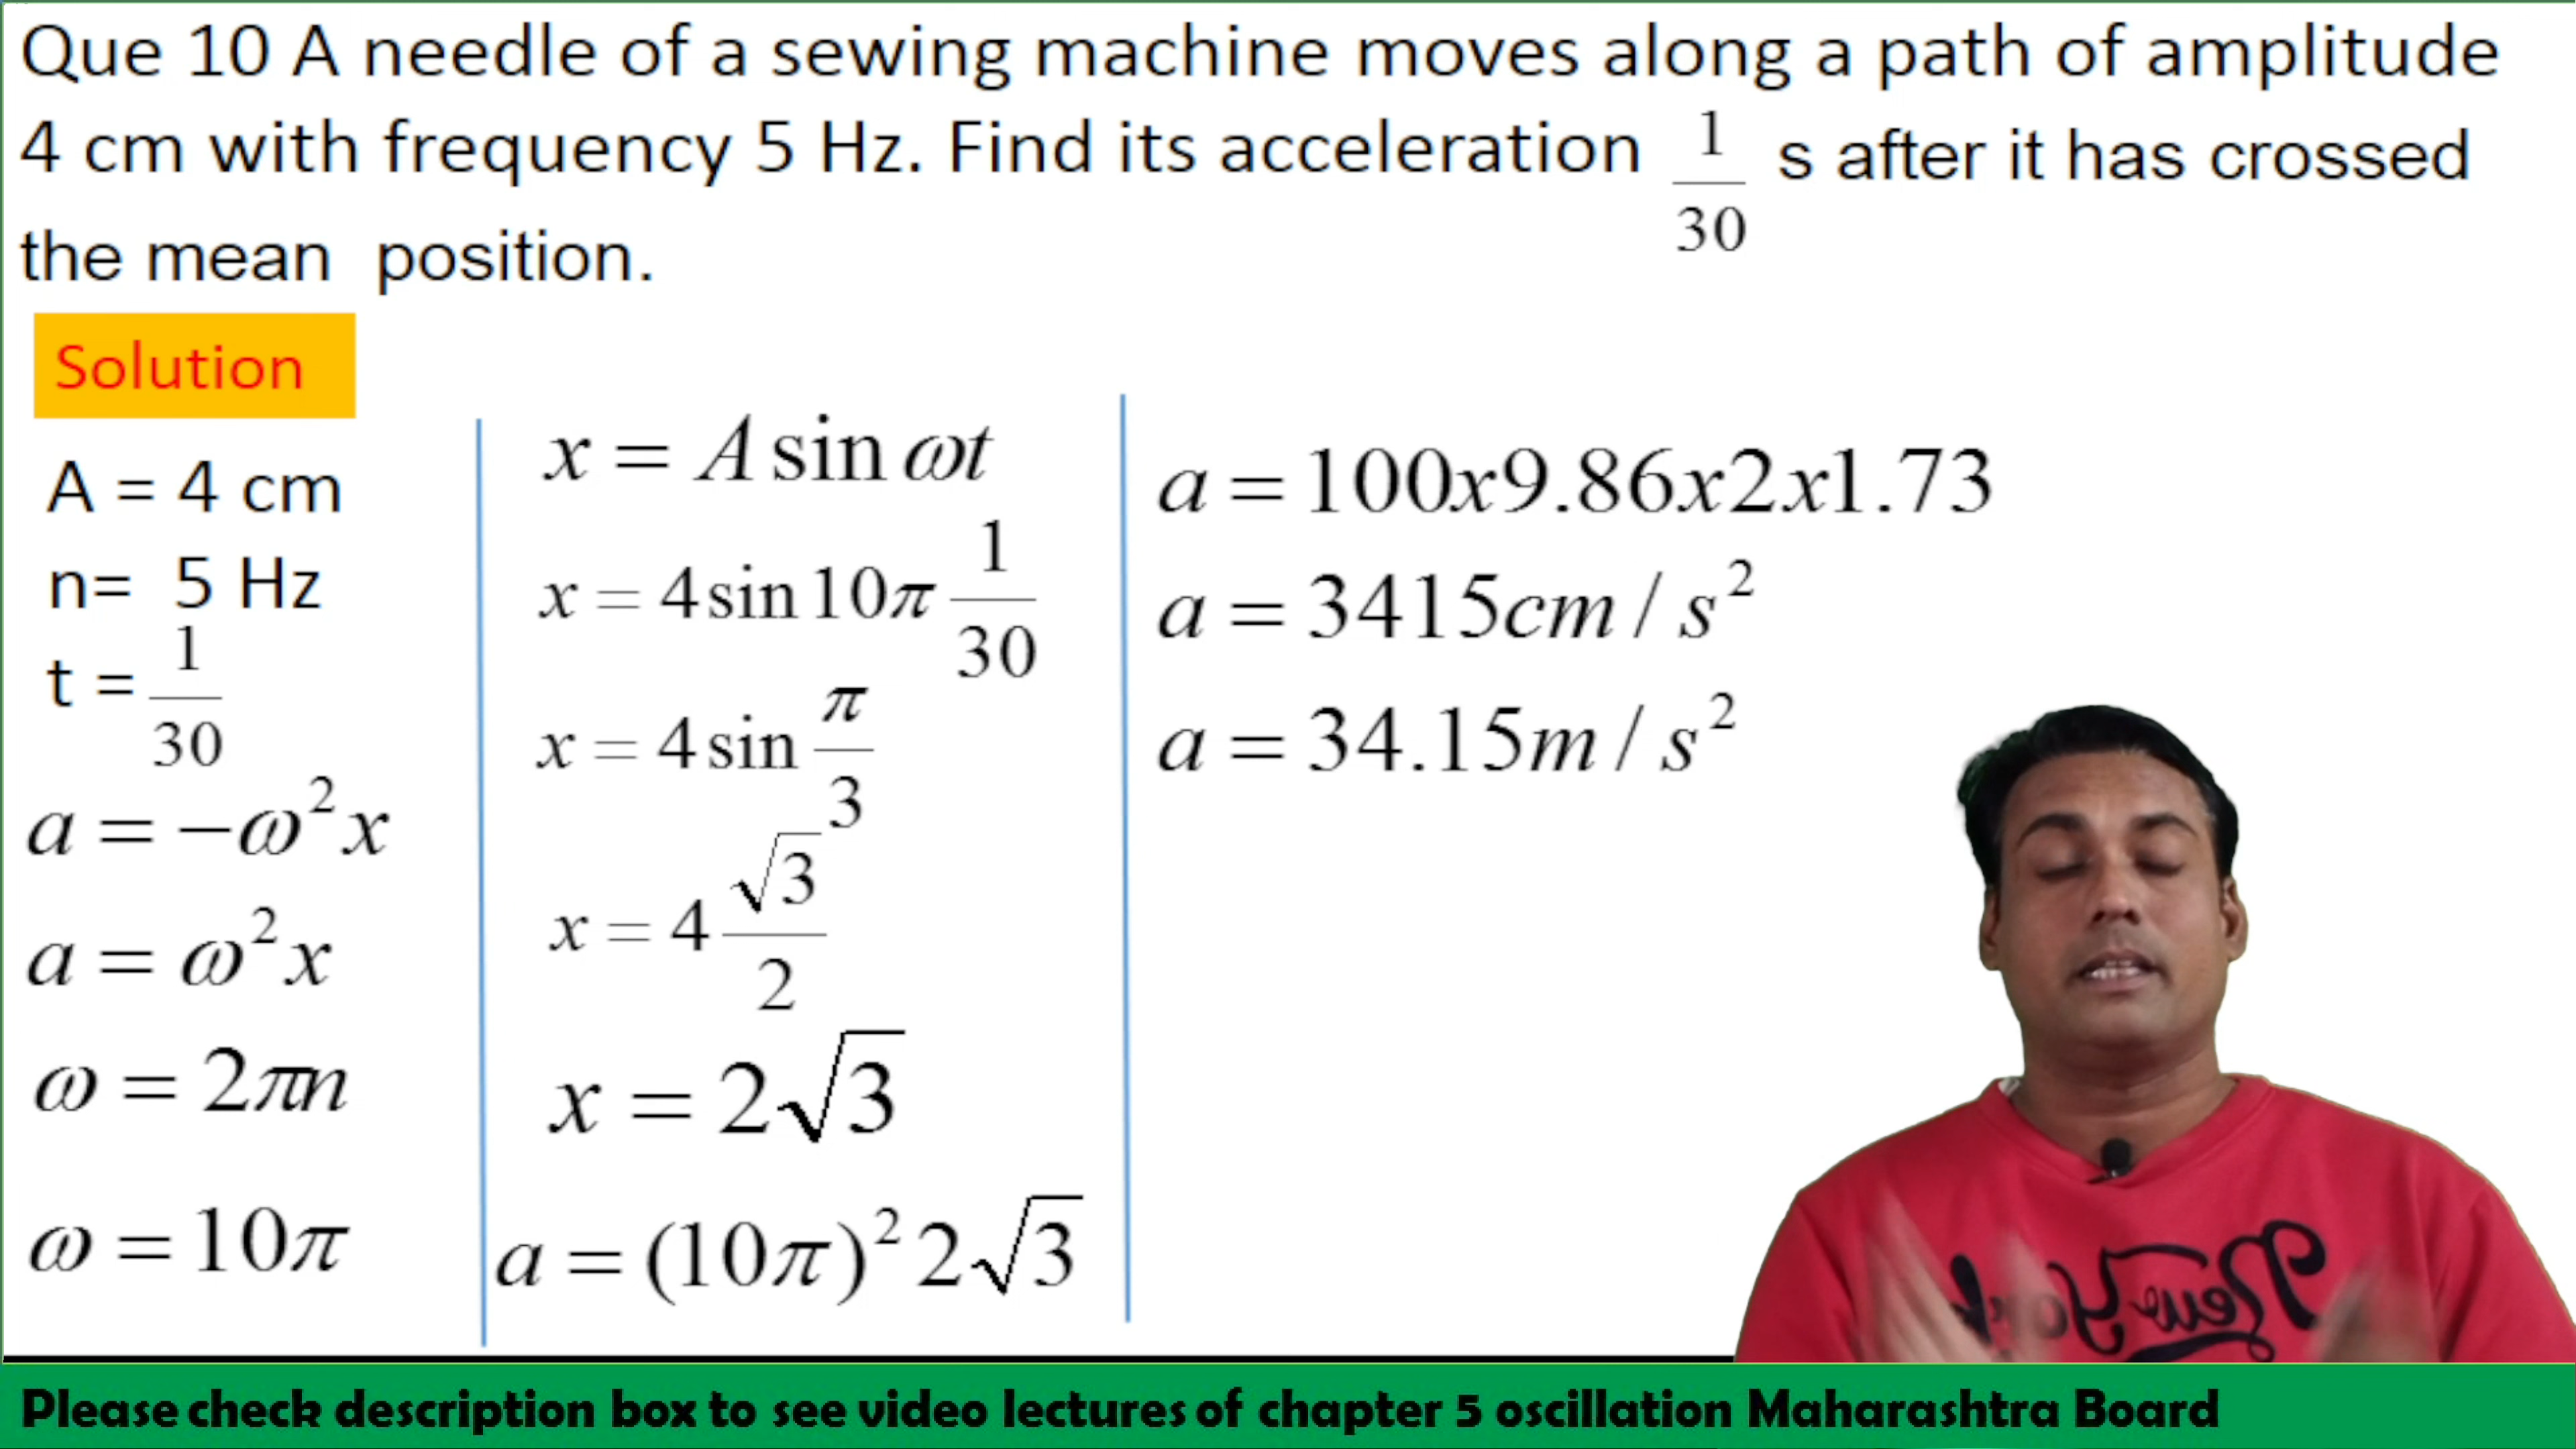 Que 10 A needle of a sewing machine moves along a path of amplitude
4 cm with frequency 5 Hz. Find its acceleration 1/30 s after it has crossed
the mean position.
Solution
A = 4 cm
n= 5 Hz
t = 1/30
a = −ω²x
a = ω²x
ω = 2πn
ω = 10π
x = A sin ωt
x = 4 sin 10π 1/30
x = 4 sin π/3
x = 4 √3/2
x = 2√3
a = (10π)² 2√3
a = 100x9.86x2x1.73
a = 3415cm / s²
a = 34.15m / s²
New York
Please check description box to see video lectures of chapter 5 oscillation Maharashtra Board